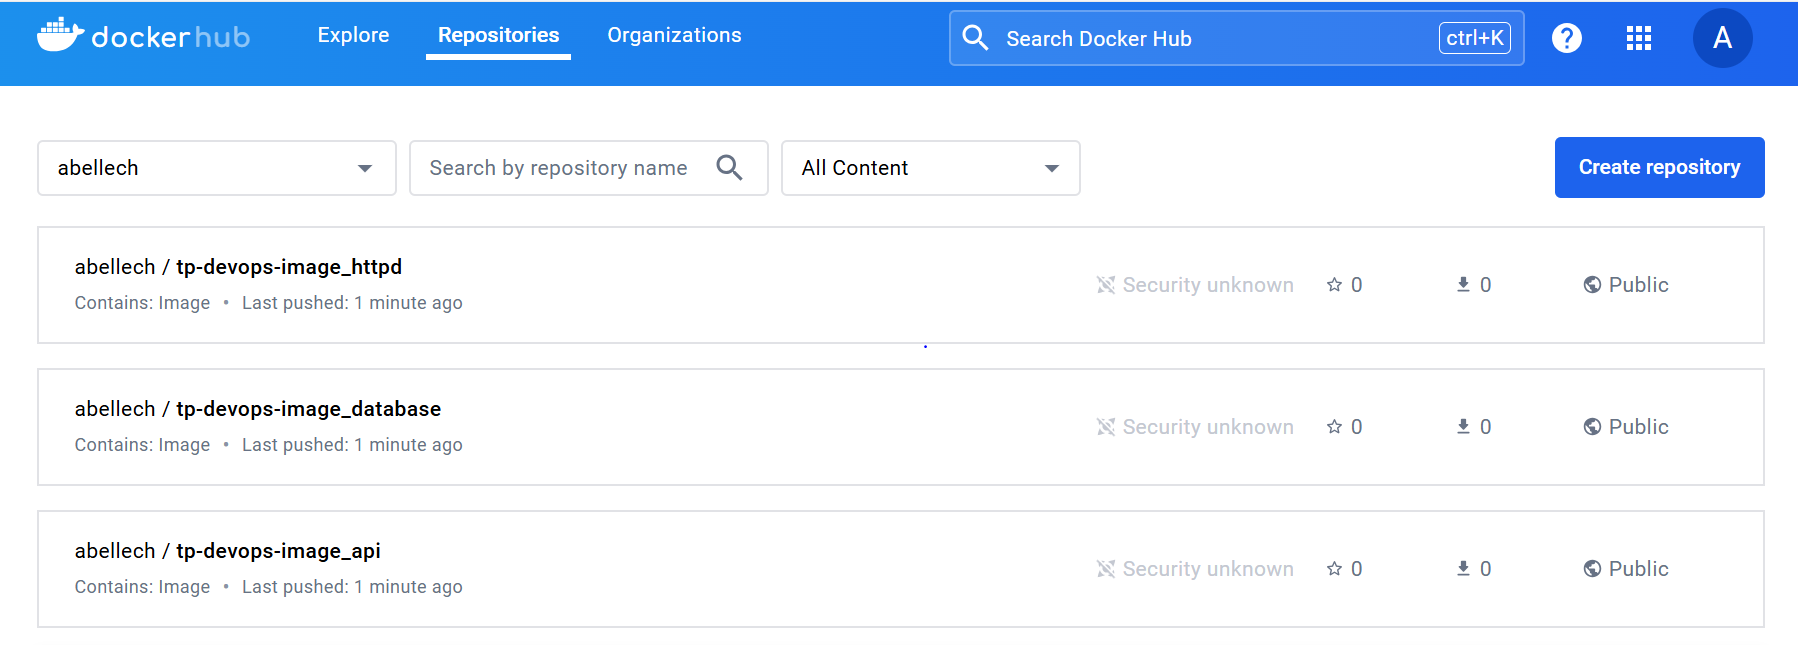 dockerhub Explore Repositories Organizations Search Docker Hub ctrl+K ? A
abellech Search by repository name All Content Create repository
abellech / tp-devops-image_httpd
Security unknown 0 0 Public
Contains: Image • Last pushed: 1 minute ago
abellech / tp-devops-image_database
Security unknown 0 0 Public
Contains: Image • Last pushed: 1 minute ago
abellech / tp-devops-image_api
Security unknown 0 0 Public
Contains: Image • Last pushed: 1 minute ago